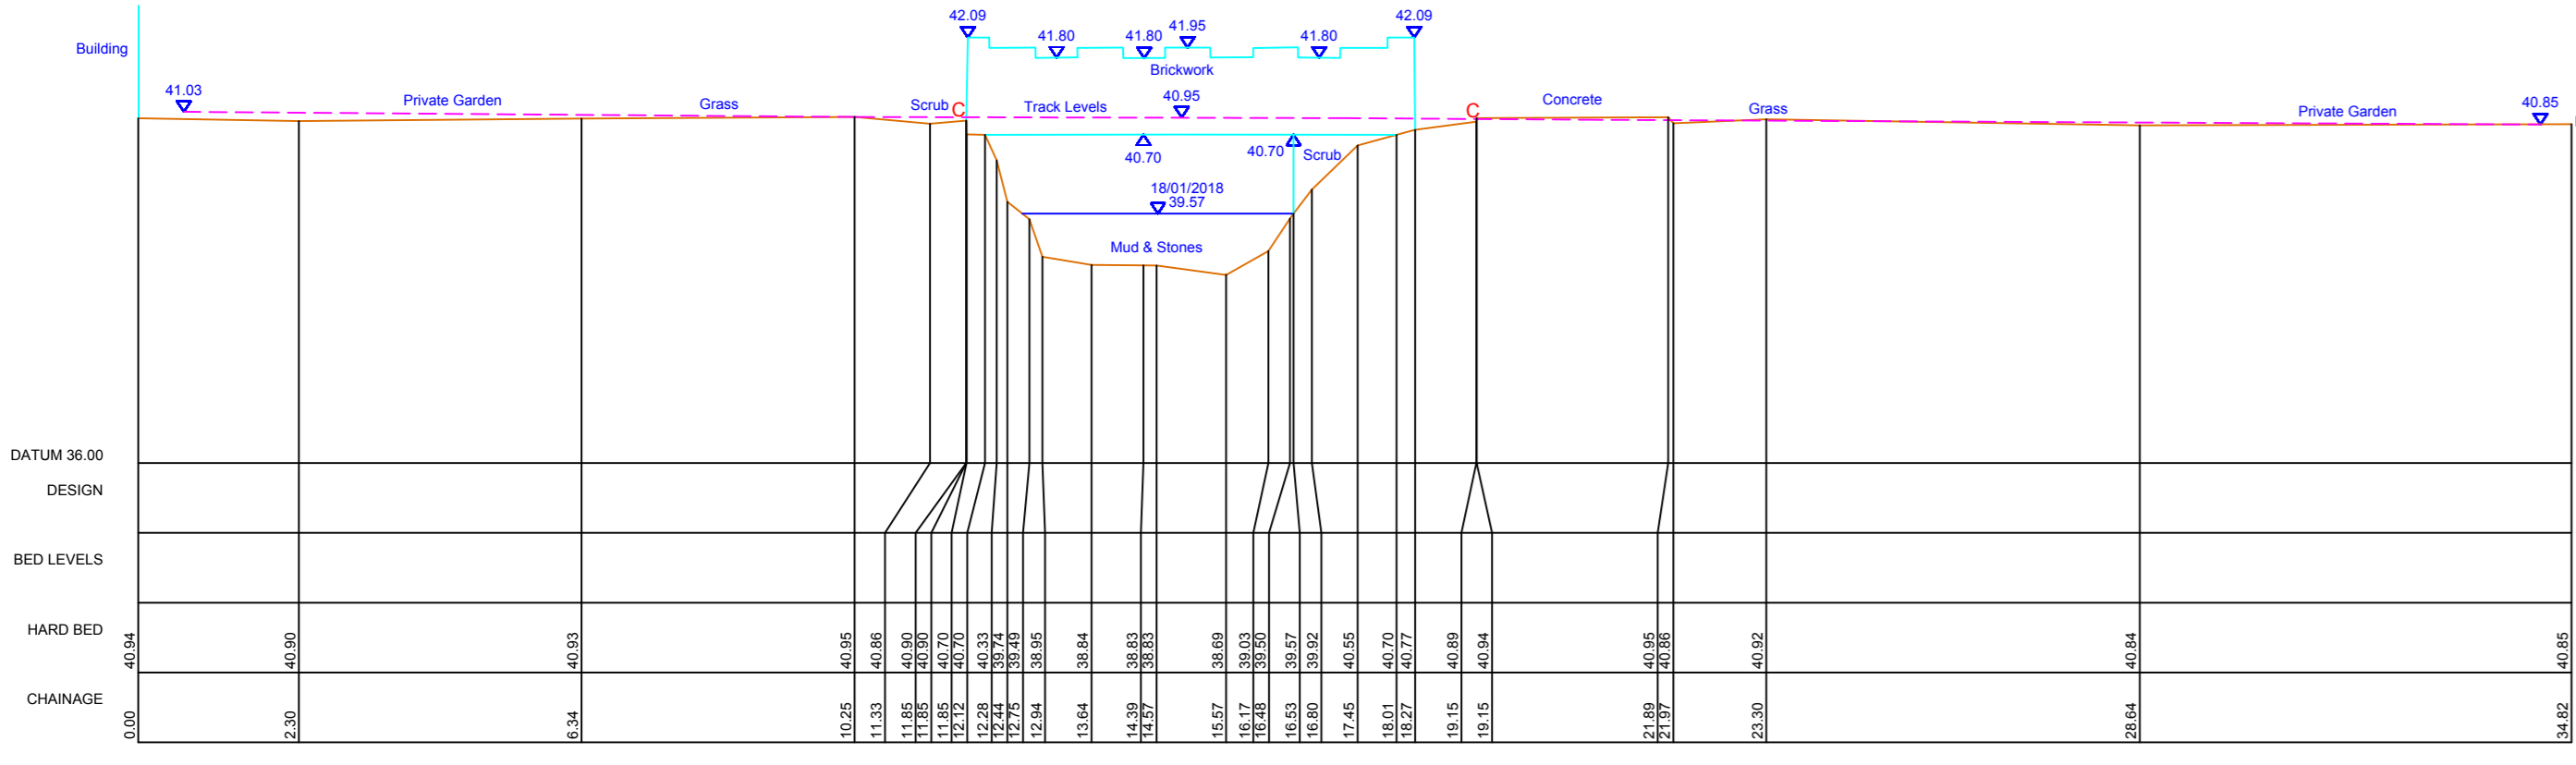 42.09
42.09
41.95
41.80
41.80
41.80
Building
Brickwork
41.03
Private Garden
Grass
Scrub
C
Track Levels
40.95
C
Concrete
Grass
Private Garden
40.85
40.70
40.70
Scrub
18/01/2018
39.57
Mud & Stones
DATUM 36.00
DESIGN
BED LEVELS
HARD BED
40.94 40.90 40.93 40.95 40.86 40.90 40.90 40.70 40.70 40.33 39.74 39.49 38.95 38.84 38.83 38.83 38.69 39.03 39.50 39.57 39.92 40.55 40.70 40.77 40.89 40.94 40.95 40.86 40.92 40.84 40.85
CHAINAGE
0.00 2.30 6.34 10.25 11.33 11.85 11.85 11.85 12.12 12.28 12.44 12.75 12.94 13.64 14.39 14.57 15.57 16.17 16.48 16.53 16.80 17.45 18.01 18.27 19.15 19.15 21.89 21.97 23.30 28.64 34.82